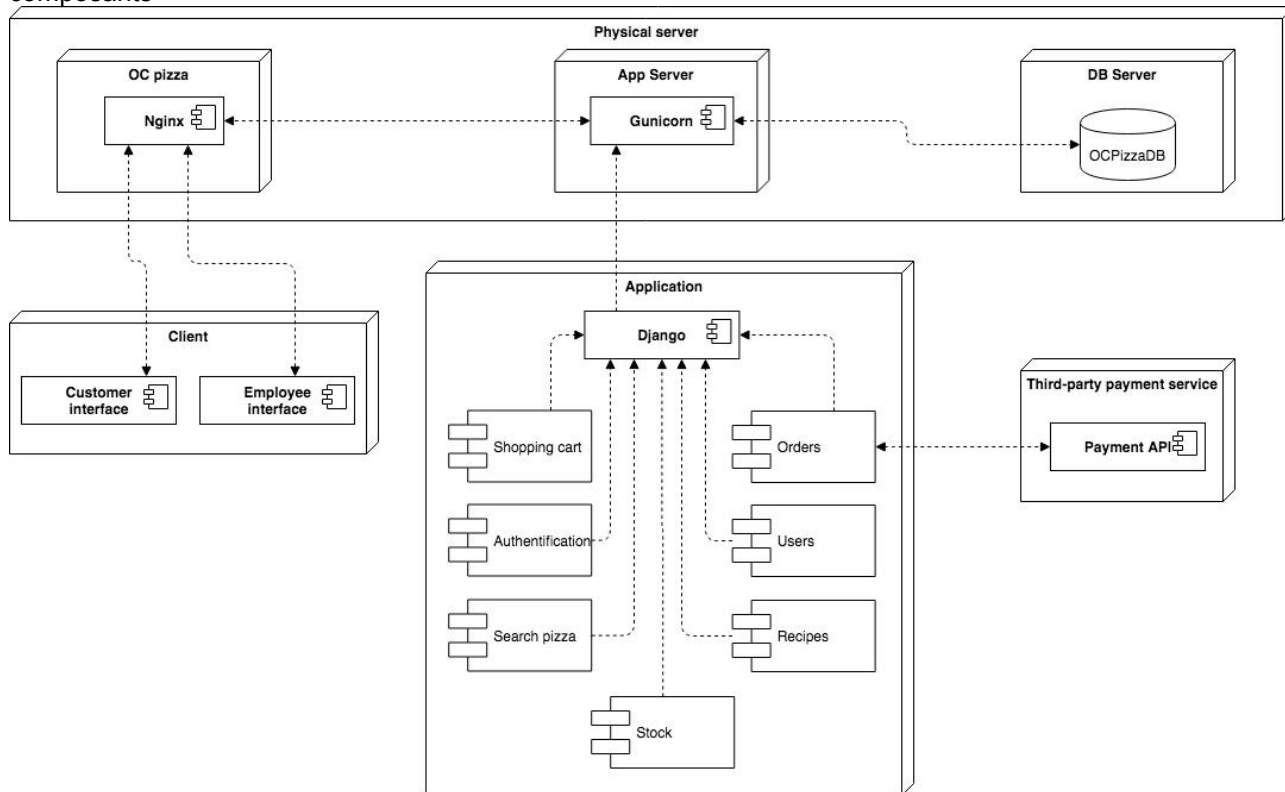 composants
Physical server
OC pizza
App Server
DB Server
Nginx
Gunicorn
OCPizzaDB
Application
Client
Django
Customer
interface
Employee
interface
Third-party payment service
Shopping cart
Orders
Payment API
Authentification
Users
Search pizza
Recipes
Stock